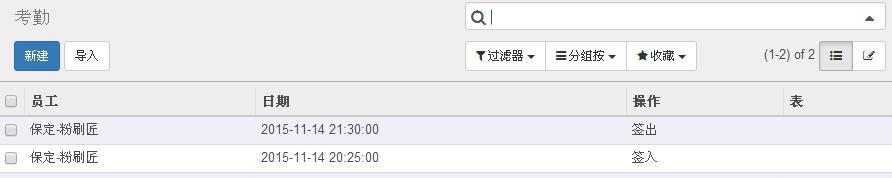 考勤
新建 导入 过滤器 分组按 收藏 (1-2) of 2
员工 日期 操作 表
保定-粉刷匠 2015-11-14 21:30:00 签出
保定-粉刷匠 2015-11-14 20:25:00 签入